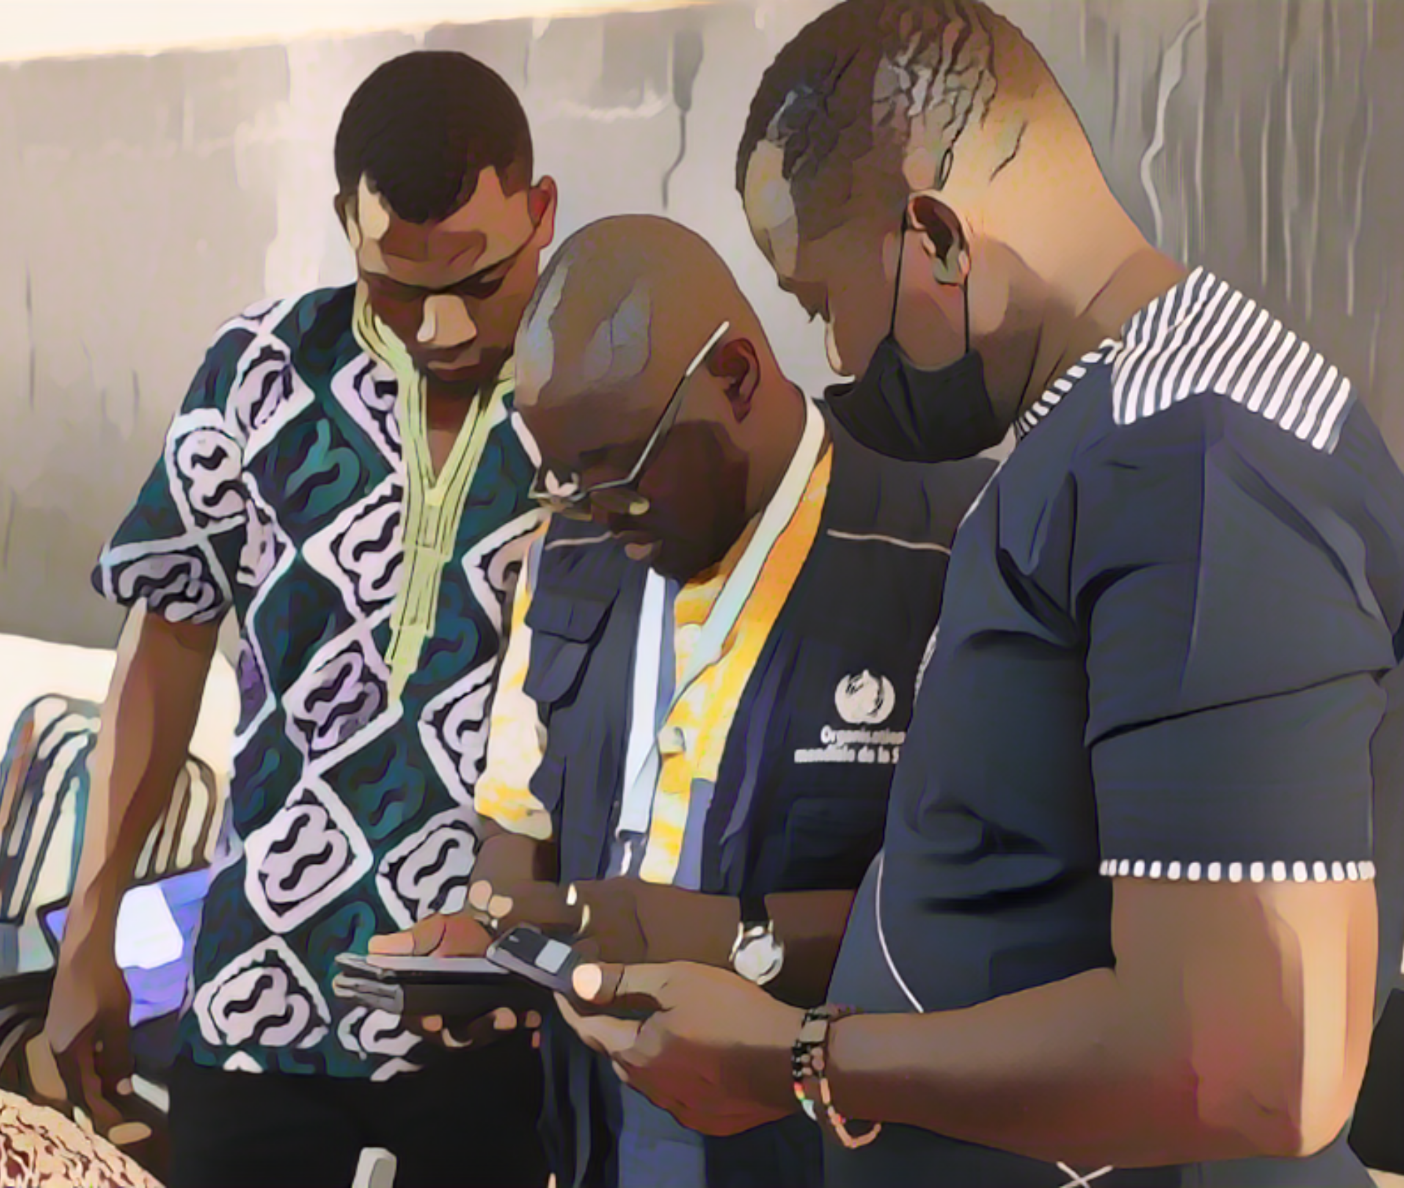 Organisation
mondiale de la S